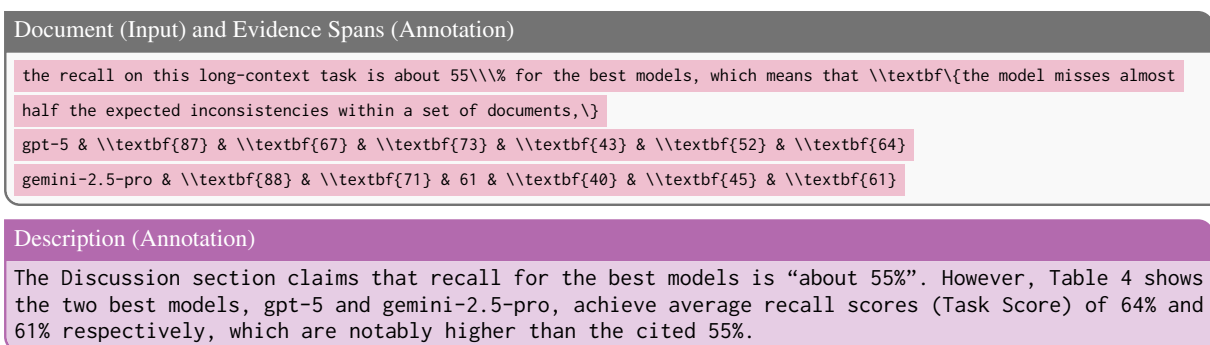 Document (Input) and Evidence Spans (Annotation)
the recall on this long-context task is about 55\\\% for the best models, which means that \\textbf\{the model misses almost
half the expected inconsistencies within a set of documents,\}
gpt-5 & \\textbf{87} & \\textbf{67} & \\textbf{73} & \\textbf{43} & \\textbf{52} & \\textbf{64}
gemini-2.5-pro & \\textbf{88} & \\textbf{71} & 61 & \\textbf{40} & \\textbf{45} & \\textbf{61}
Description (Annotation)
The Discussion section claims that recall for the best models is “about 55%”. However, Table 4 shows
the two best models, gpt-5 and gemini-2.5-pro, achieve average recall scores (Task Score) of 64% and
61% respectively, which are notably higher than the cited 55%.